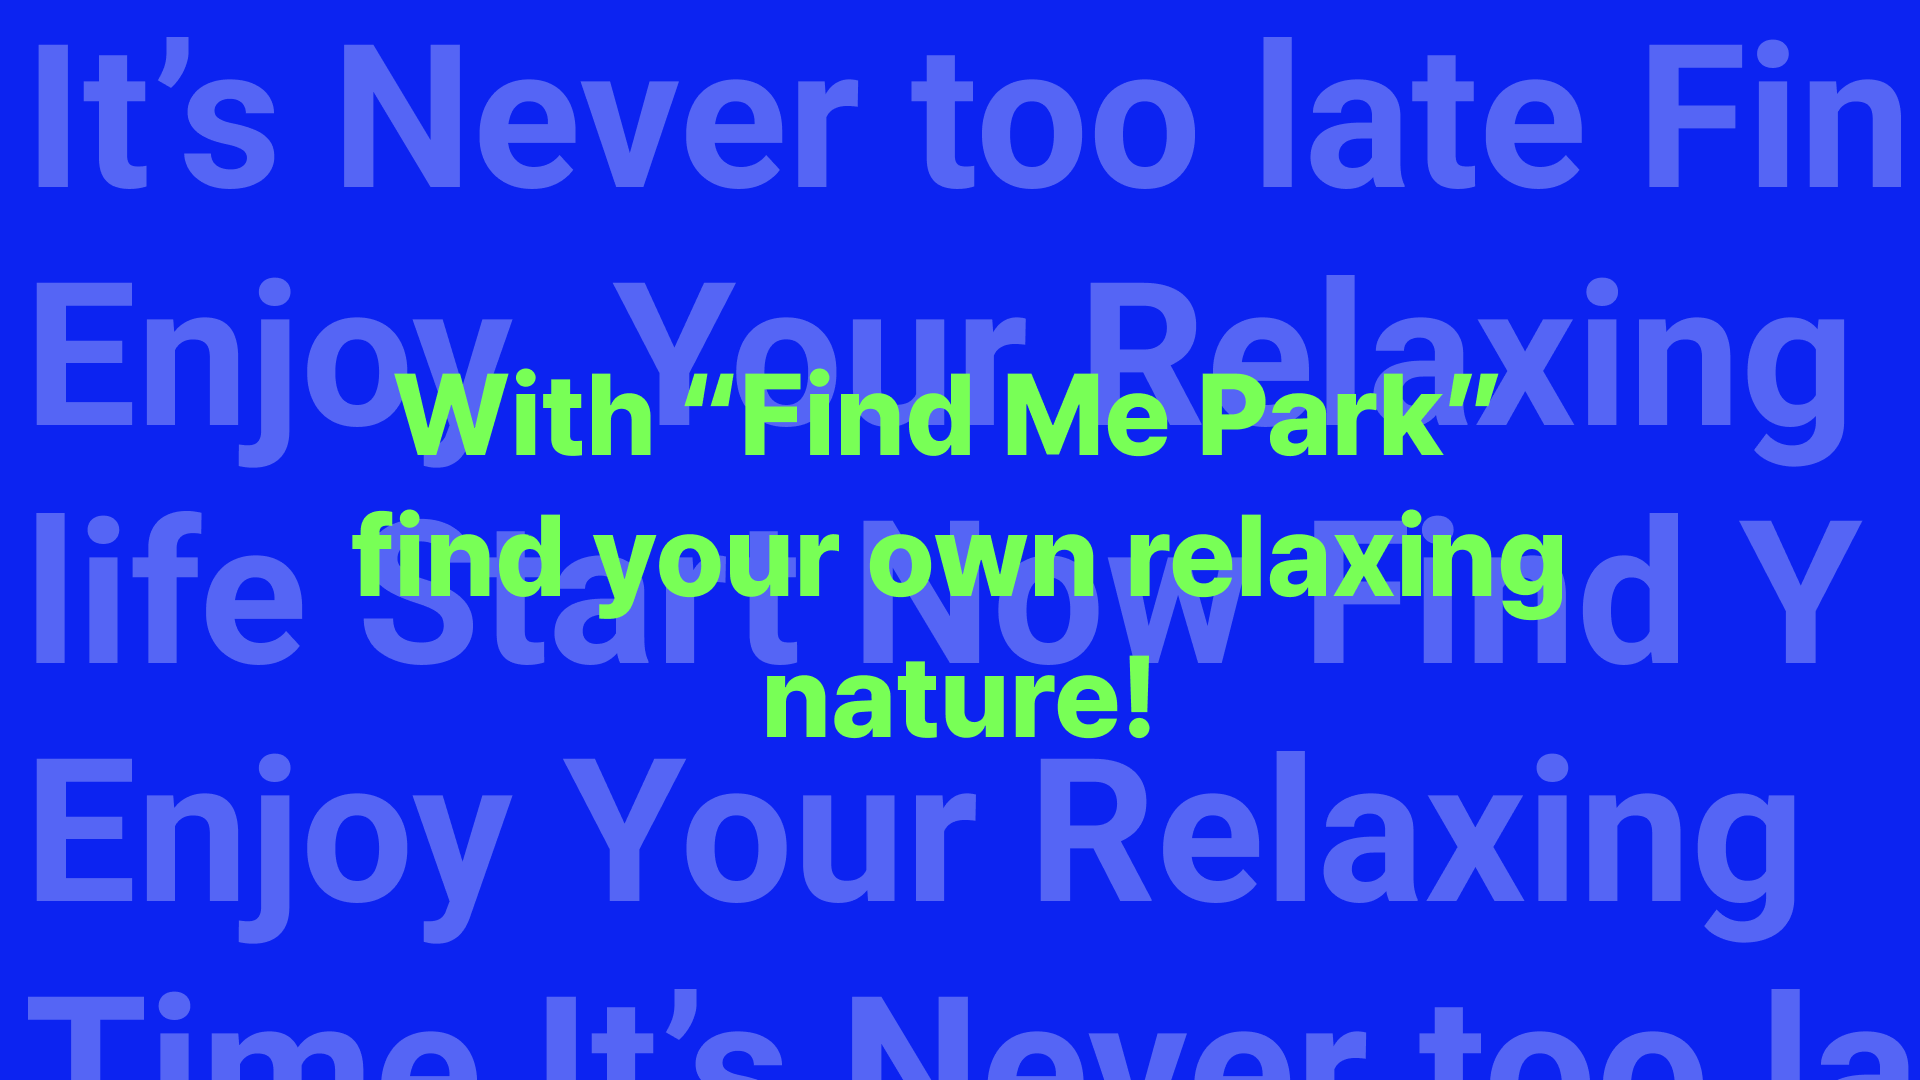 It’s Never too late Fin
Enjoy Your Relaxing
With “Find Me Park”
life Start Now Find Y
find your own relaxing
nature!
Enjoy Your Relaxing
Time It’s Never too la